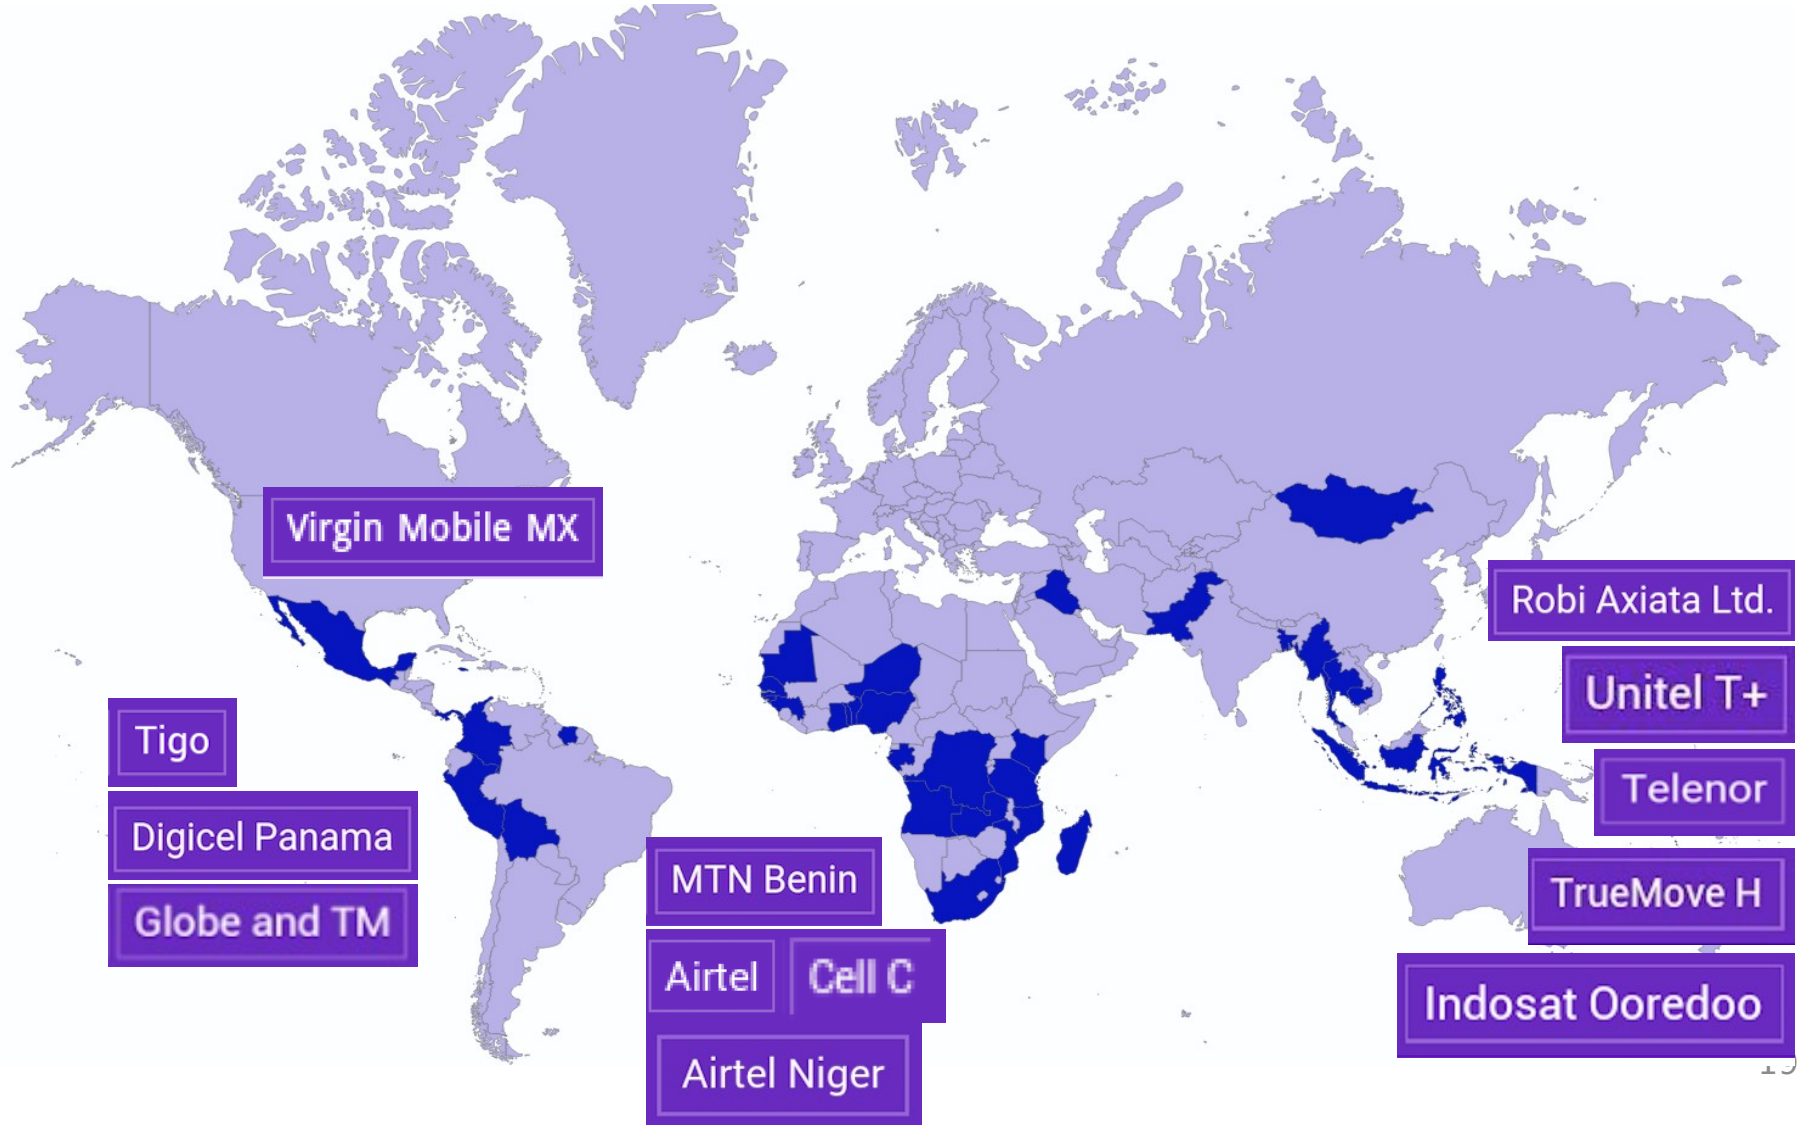 Virgin Mobile MX
Robi Axiata Ltd.
Unitel T+
Tigo
Telenor
Digicel Panama
MTN Benin
TrueMove H
Globe and TM
Airtel
Cell C
Indosat Ooredoo
Airtel Niger